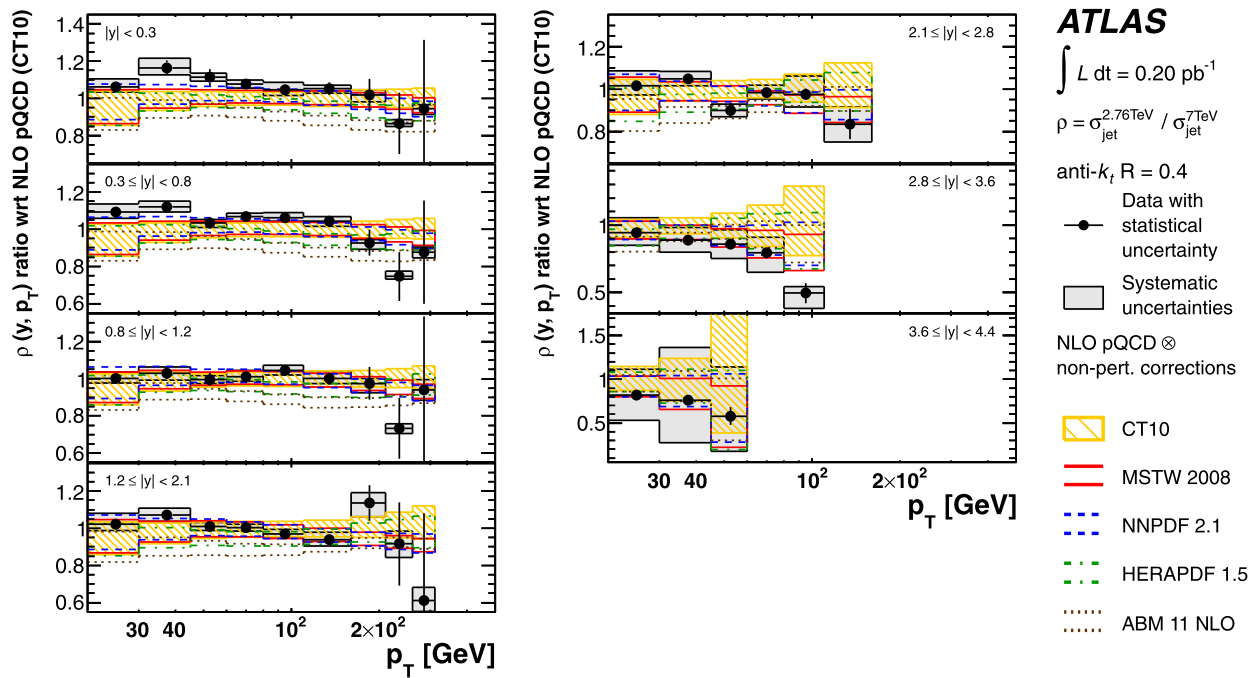 ρ (y, p_T) ratio wrt NLO pQCD (CT10)
|y| < 0.3
1.4
1.2
1
0.8
0.3 ≤ |y| < 0.8
1.2
1
0.8
0.6
0.8 ≤ |y| < 1.2
1.2
1
0.8
0.6
1.2 ≤ |y| < 2.1
1.2
1
0.8
0.6
30 40 10² 2×10²
p_T [GeV]
ρ (y, p_T) ratio wrt NLO pQCD (CT10)
2.1 ≤ |y| < 2.8
1.2
1
0.8
2.8 ≤ |y| < 3.6
1
0.5
3.6 ≤ |y| < 4.4
1.5
1
0.5
30 40 10² 2×10²
p_T [GeV]
ATLAS
∫ L dt = 0.20 pb⁻¹
ρ = σ_jet^2.76TeV / σ_jet^7TeV
anti-k_t R = 0.4
Data with
statistical
uncertainty
Systematic
uncertainties
NLO pQCD ⊗
non-pert. corrections
CT10
MSTW 2008
NNPDF 2.1
HERAPDF 1.5
ABM 11 NLO